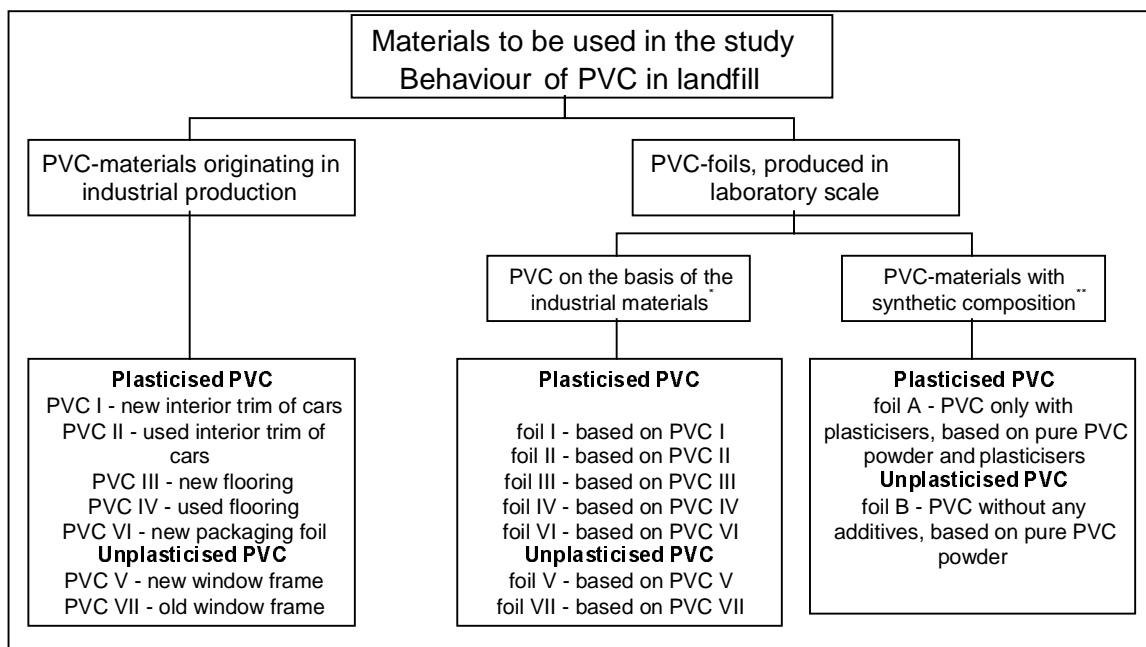 Materials to be used in the study
Behaviour of PVC in landfill
PVC-materials originating in
industrial production
PVC-foils, produced in
laboratory scale
PVC on the basis of the
industrial materials*
PVC-materials with
synthetic composition**
Plasticised PVC
PVC I - new interior trim of cars
PVC II - used interior trim of
cars
PVC III - new flooring
PVC IV - used flooring
PVC VI - new packaging foil
Unplasticised PVC
PVC V - new window frame
PVC VII - old window frame
Plasticised PVC
foil I - based on PVC I
foil II - based on PVC II
foil III - based on PVC III
foil IV - based on PVC IV
foil VI - based on PVC VI
Unplasticised PVC
foil V - based on PVC V
foil VII - based on PVC VII
Plasticised PVC
foil A - PVC only with
plasticisers, based on pure PVC
powder and plasticisers
Unplasticised PVC
foil B - PVC without any
additives, based on pure PVC
powder